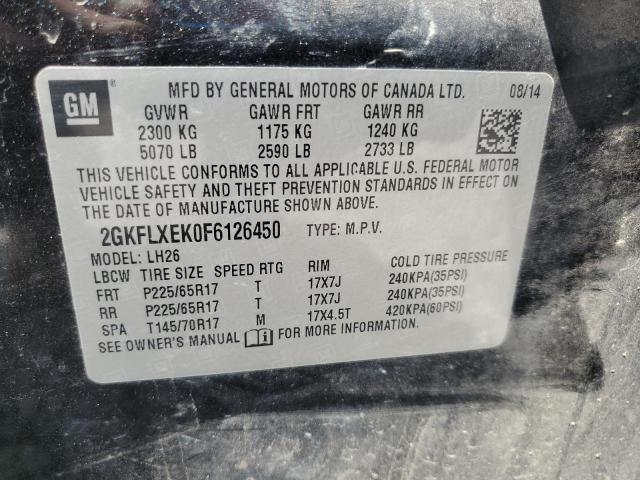 GM ® MFD BY GENERAL MOTORS OF CANADA LTD. 08/14
GVWR GAWR FRT GAWR RR
2300 KG 1175 KG 1240 KG
5070 LB 2590 LB 2733 LB
THIS VEHICLE CONFORMS TO ALL APPLICABLE U.S. FEDERAL MOTOR
VEHICLE SAFETY AND THEFT PREVENTION STANDARDS IN EFFECT ON
THE DATE OF MANUFACTURE SHOWN ABOVE.
2GKFLXEK0F6126450 TYPE: M.P.V.
MODEL: LH26
LBCW TIRE SIZE SPEED RTG RIM COLD TIRE PRESSURE
FRT P225/65R17 T 17X7J 240KPA(35PSI)
RR P225/65R17 T 17X7J 240KPA(35PSI)
SPA T145/70R17 M 17X4.5T 420KPA(60PSI)
SEE OWNER'S MANUAL FOR MORE INFORMATION.